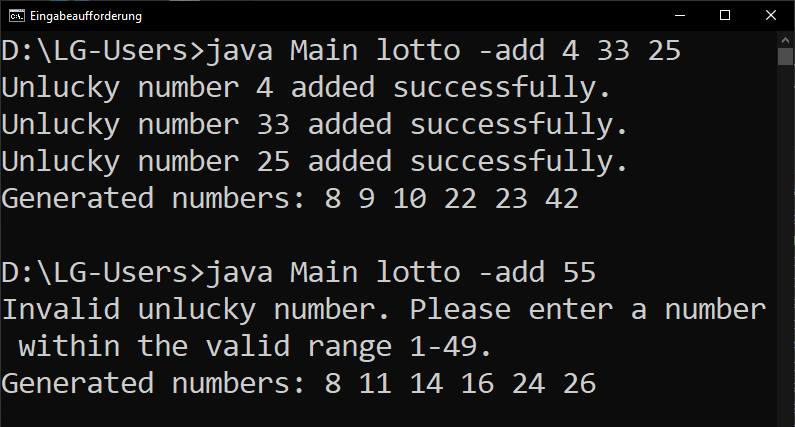 Eingabeaufforderung
D:\LG-Users>java Main lotto -add 4 33 25
Unlucky number 4 added successfully.
Unlucky number 33 added successfully.
Unlucky number 25 added successfully.
Generated numbers: 8 9 10 22 23 42
D:\LG-Users>java Main lotto -add 55
Invalid unlucky number. Please enter a number
within the valid range 1-49.
Generated numbers: 8 11 14 16 24 26